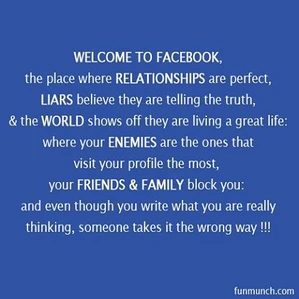 WELCOME TO FACEBOOK,
the place where RELATIONSHIPS are perfect,
LIARS believe they are telling the truth,
& the WORLD shows off they are living a great life:
where your ENEMIES are the ones that
visit your profile the most,
your FRIENDS & FAMILY block you:
and even though you write what you are really
thinking, someone takes it the wrong way !!!
funmunch.com